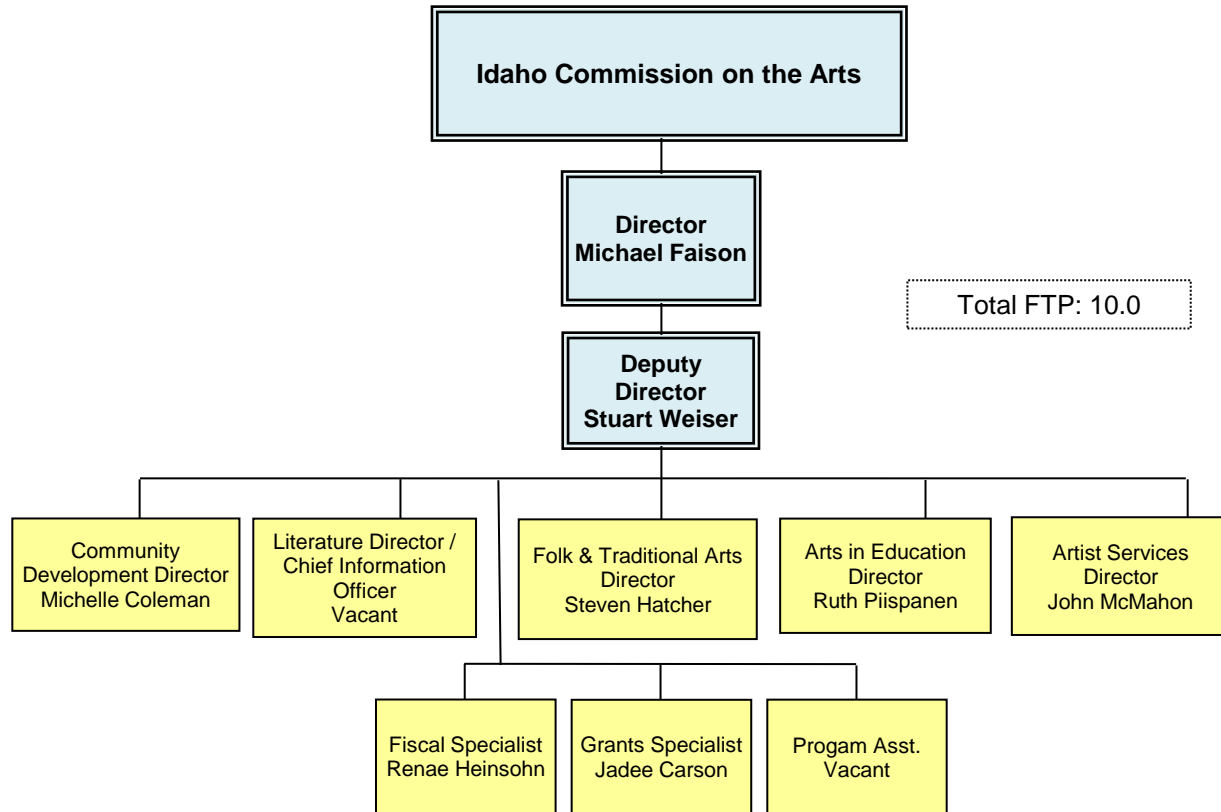 Idaho Commission on the Arts
Director
Michael Faison
Total FTP: 10.0
Deputy
Director
Stuart Weiser
Community
Development Director
Michelle Coleman
Literature Director /
Chief Information
Officer
Vacant
Folk & Traditional Arts
Director
Steven Hatcher
Arts in Education
Director
Ruth Piispanen
Artist Services
Director
John McMahon
Fiscal Specialist
Renae Heinsohn
Grants Specialist
Jadee Carson
Progam Asst.
Vacant